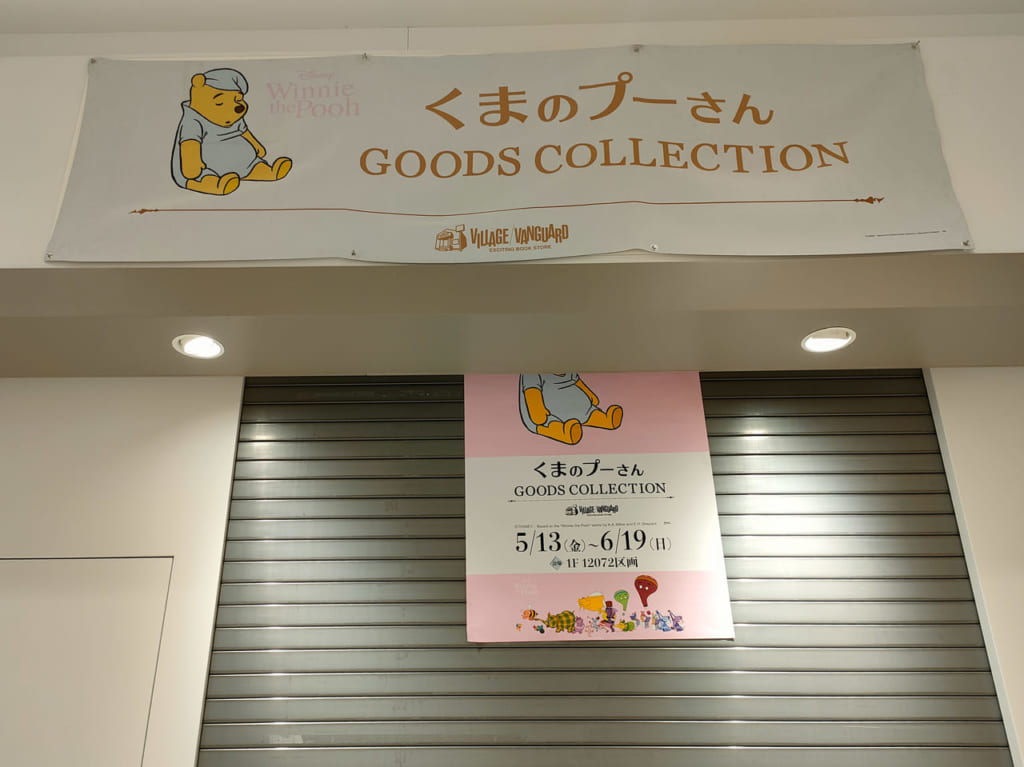 Disney
Winnie
the Pooh
くまのプーさん
GOODS COLLECTION
VILLAGE/VANGUARD
EXCITING BOOK STORE
くまのプーさん
GOODS COLLECTION
VILLAGE/VANGUARD
5/13(金)~6/19(日)
1F 12072区画